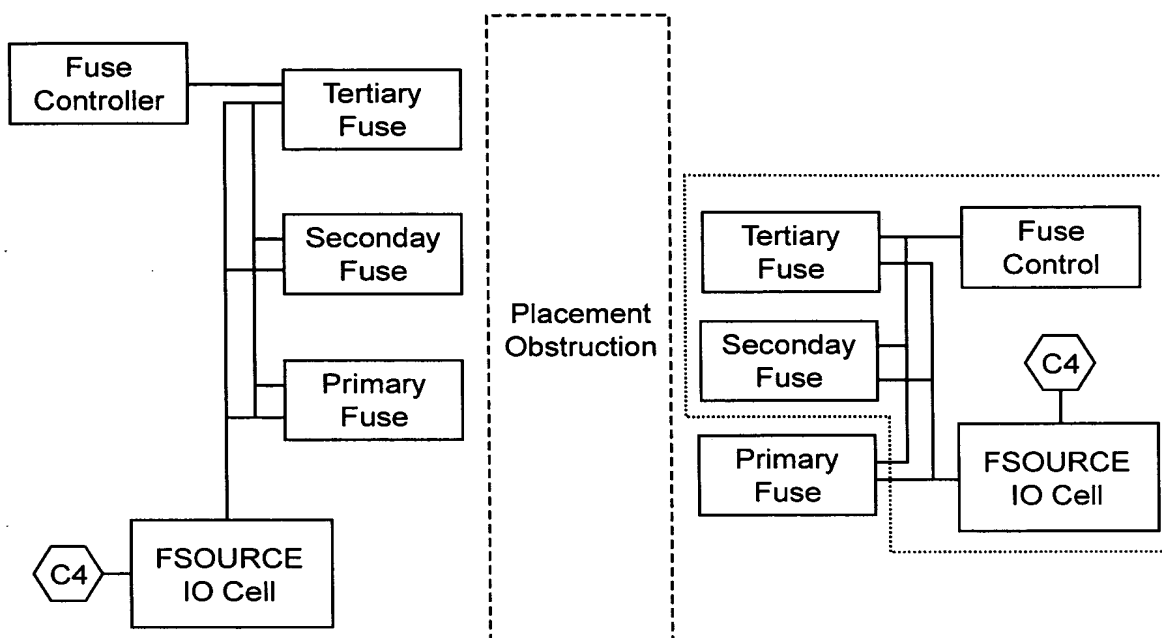 Fuse
Controller
Tertiary
Fuse
Seconday
Fuse
Primary
Fuse
FSOURCE
IO Cell
C4
Placement
Obstruction
Tertiary
Fuse
Fuse
Control
Seconday
Fuse
C4
Primary
Fuse
FSOURCE
IO Cell